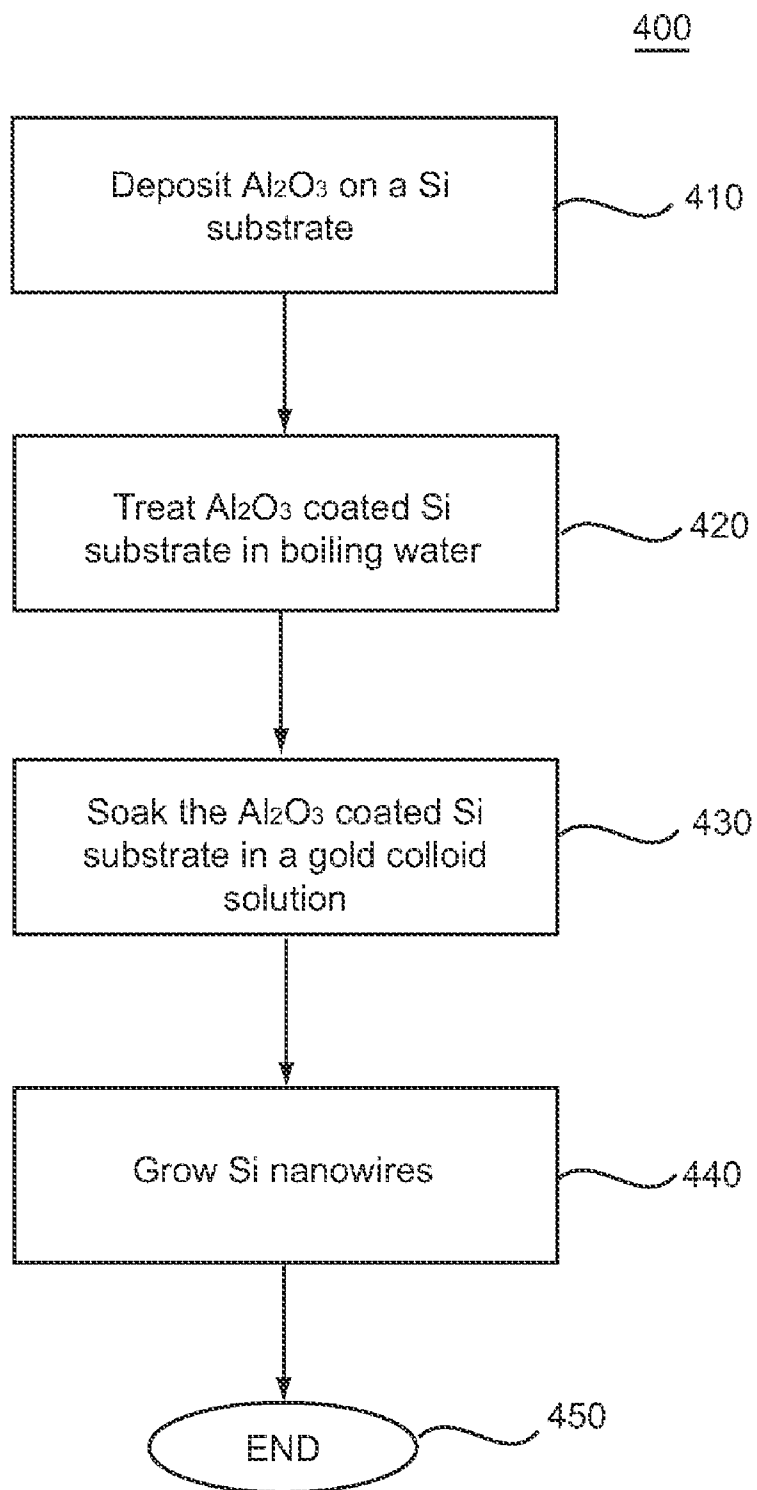 400
Deposit Al₂O₃ on a Si
substrate
410
Treat Al₂O₃ coated Si
substrate in boiling water
420
Soak the Al₂O₃ coated Si
substrate in a gold colloid
solution
430
Grow Si nanowires
440
END
450